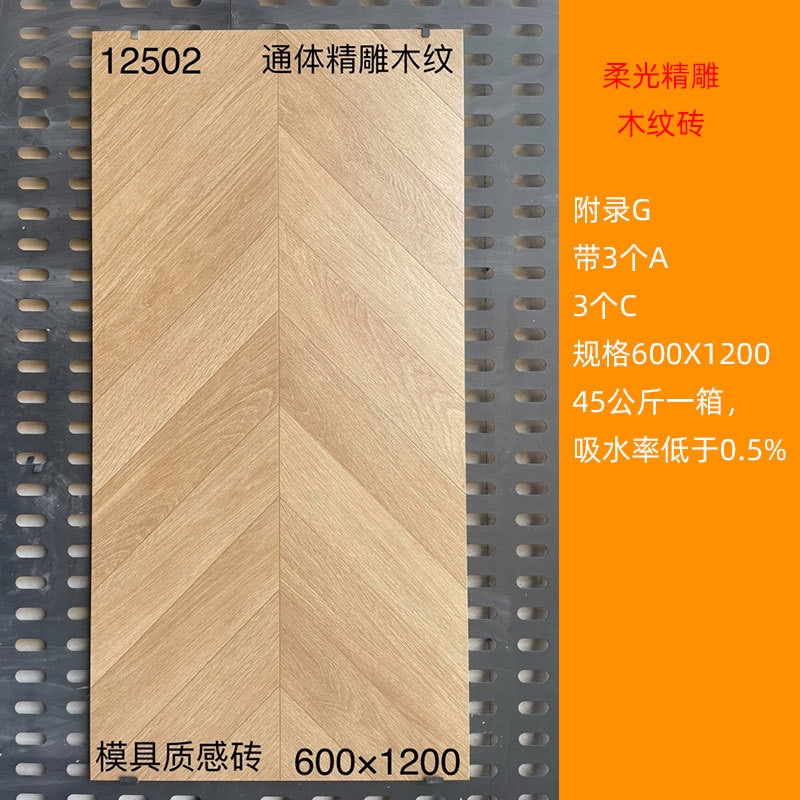 12502 通体精雕木纹
模具质感砖 600×1200
柔光精雕
木纹砖
附录G
带3个A
3个C
规格600X1200
45公斤一箱，
吸水率低于0.5%